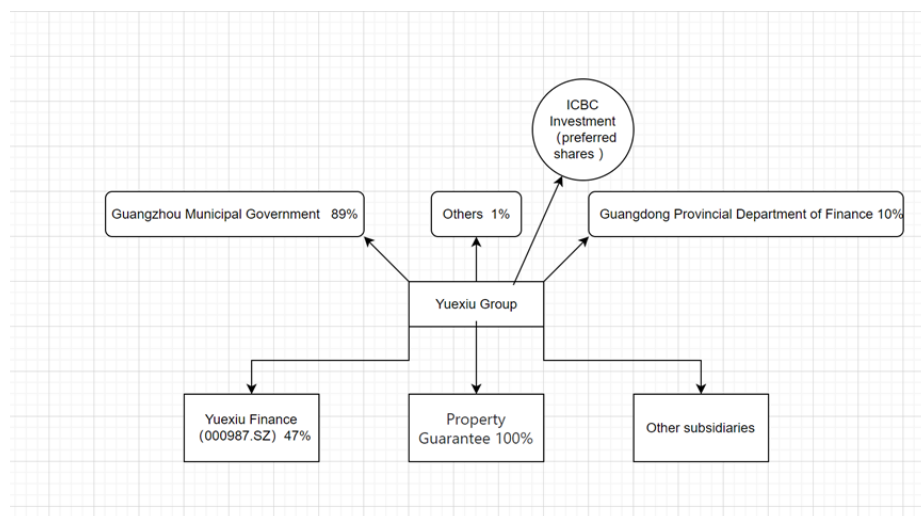 ICBC
Investment
(preferred
shares )
Guangzhou Municipal Government 89%
Others 1%
Guangdong Provincial Department of Finance 10%
Yuexiu Group
Yuexiu Finance
(000987.SZ) 47%
Property
Guarantee 100%
Other subsidiaries